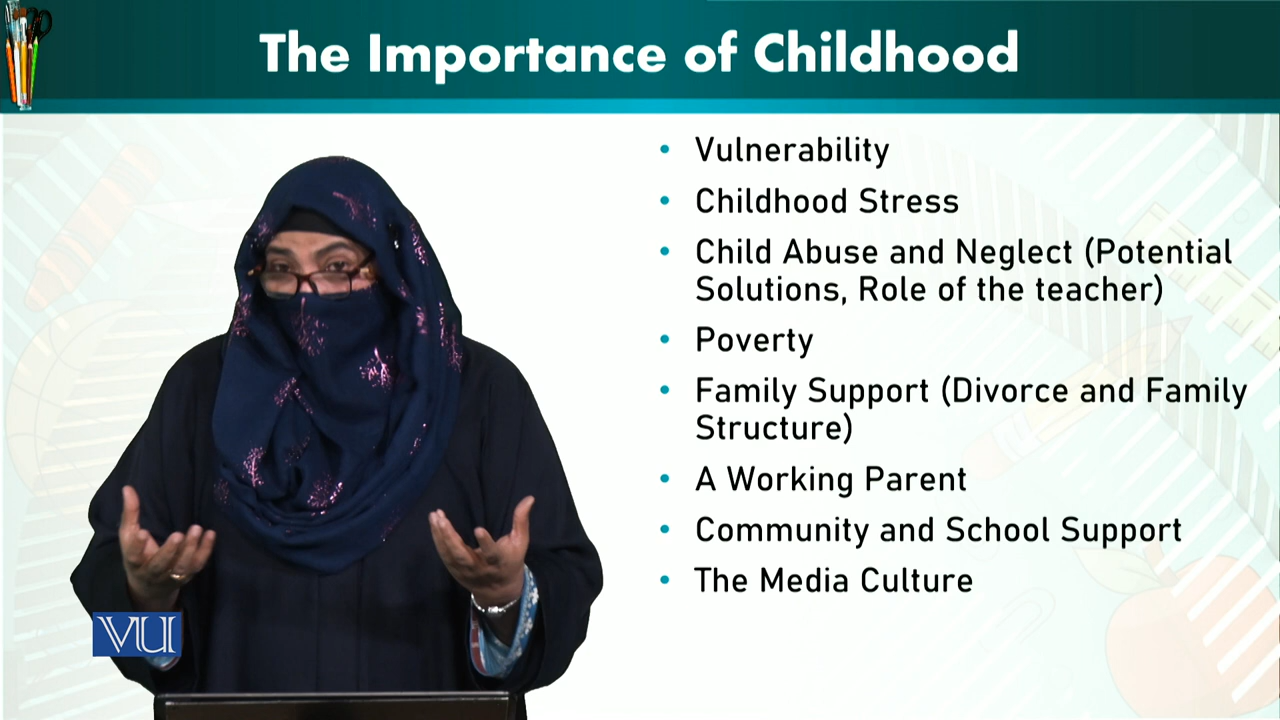 The Importance of Childhood
• Vulnerability
• Childhood Stress
• Child Abuse and Neglect (Potential
Solutions, Role of the teacher)
• Poverty
• Family Support (Divorce and Family
Structure)
• A Working Parent
• Community and School Support
• The Media Culture
VU